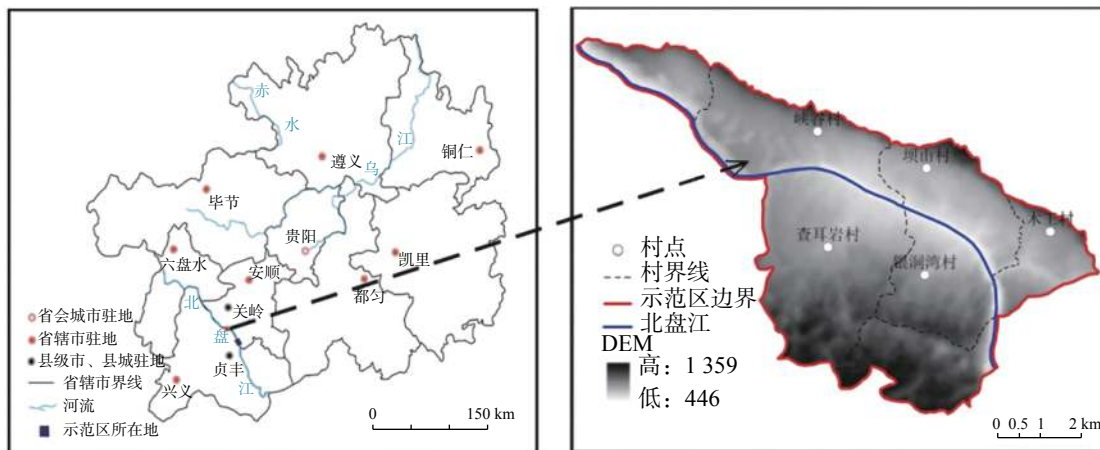 赤
水
江
乌
铜仁
遵义
毕节
贵阳
凯里
六盘水
安顺
都匀
北
关岭
盘
贞丰
江
兴义
省会城市驻地
省辖市驻地
县级市、县城驻地
省辖市界线
河流
示范区所在地
0 150 km
峡谷村
坝山村
木工村
查耳岩村
银洞湾村
村点
村界线
示范区边界
北盘江
DEM
高：1 359
低：446
0 0.5 1 2 km